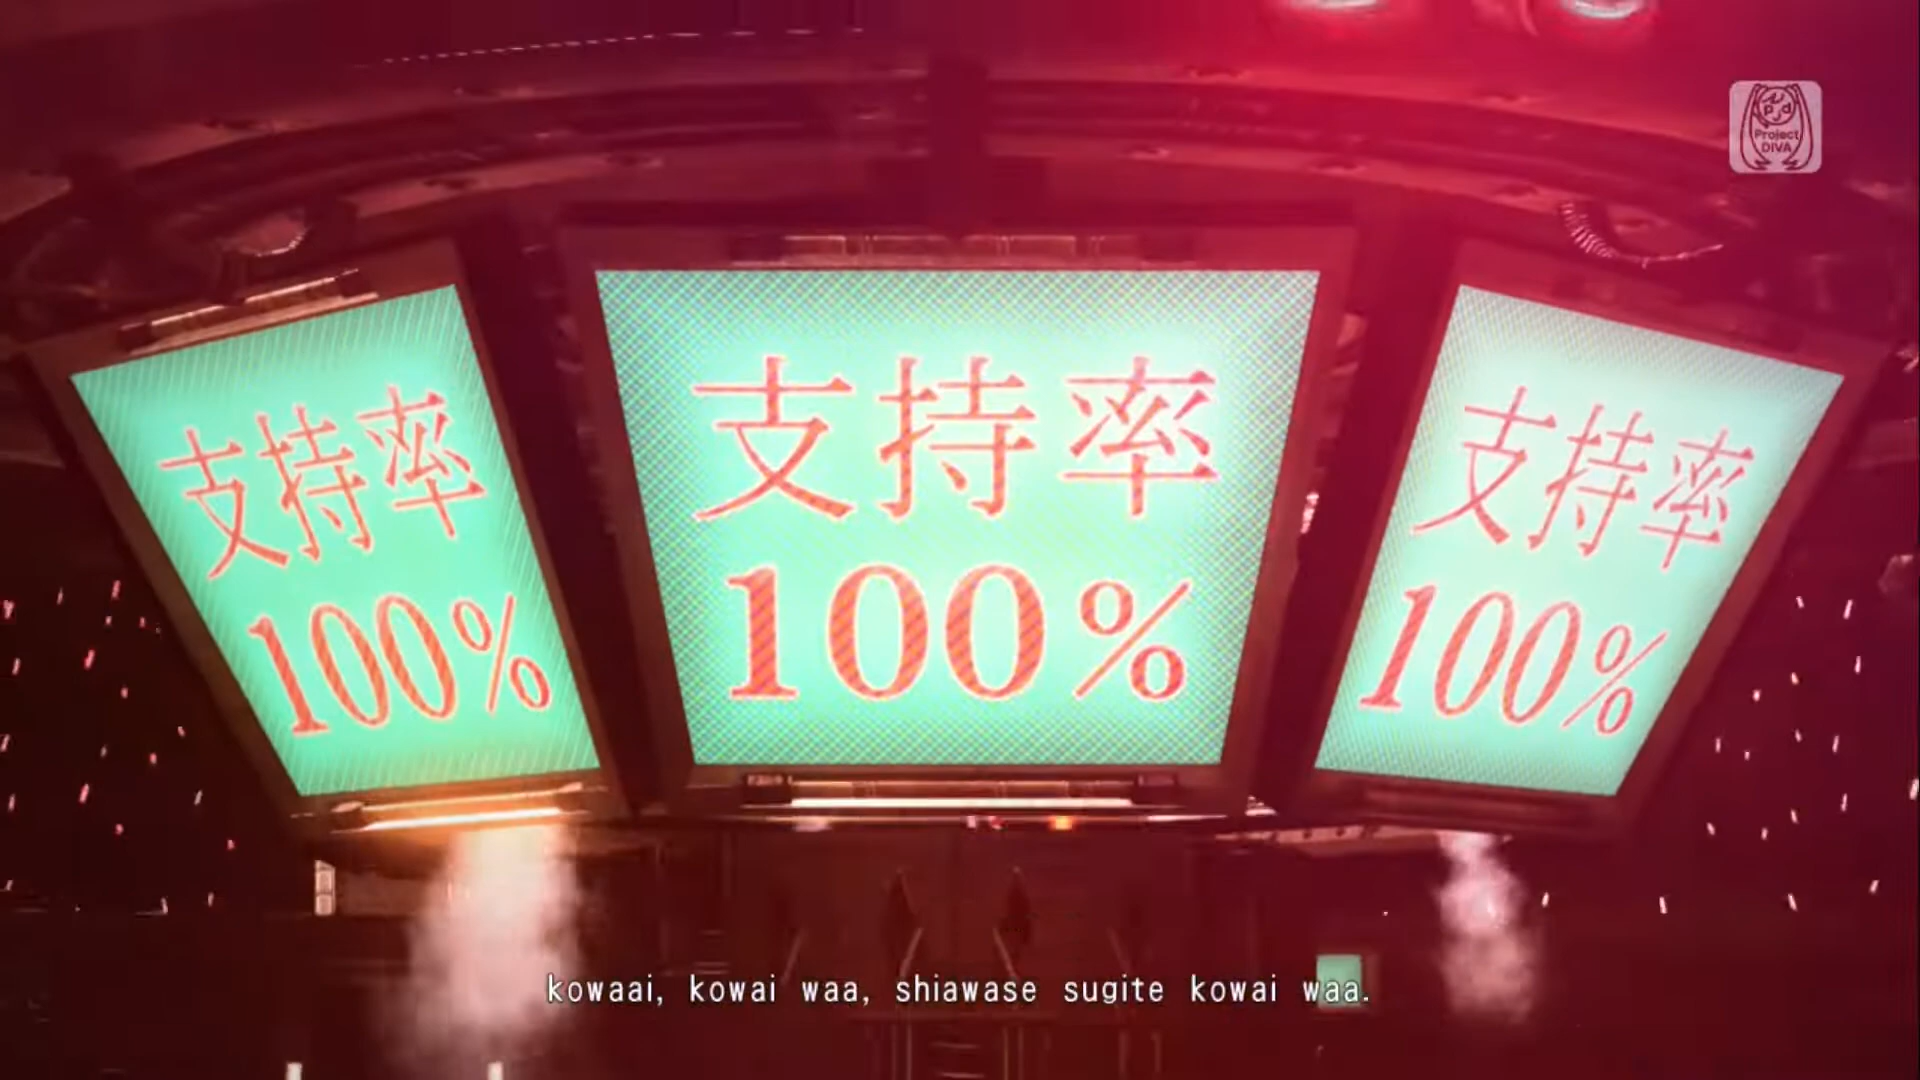 Project
DIVA
支持率
100%
支持率
100%
支持率
100%
kowaai, kowai waa, shiawase sugite kowai waa.